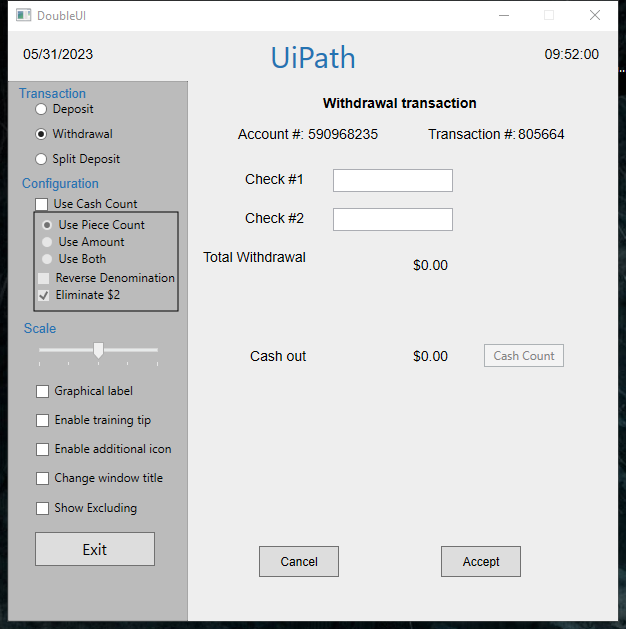 DoubleUI
05/31/2023
UiPath
09:52:00
Transaction
Deposit
Withdrawal
Split Deposit
Configuration
Use Cash Count
Use Piece Count
Use Amount
Use Both
Reverse Denomination
Eliminate $2
Scale
Graphical label
Enable training tip
Enable additional icon
Change window title
Show Excluding
Exit
Withdrawal transaction
Account #: 590968235 Transaction #: 805664
Check #1
Check #2
Total Withdrawal $0.00
Cash out $0.00 Cash Count
Cancel Accept